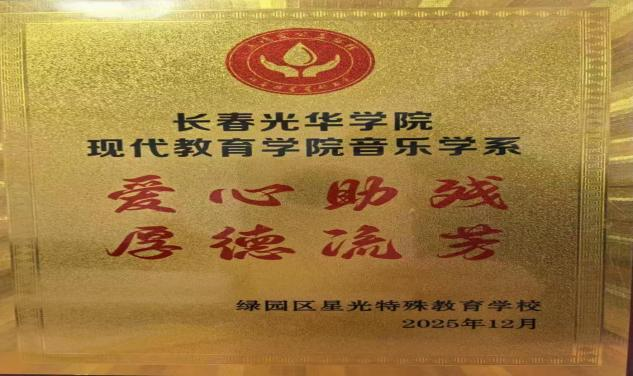 长春光华学院
现代教育学院音乐学系
爱心助残
厚德流芳
绿园区星光特殊教育学校
2025年12月